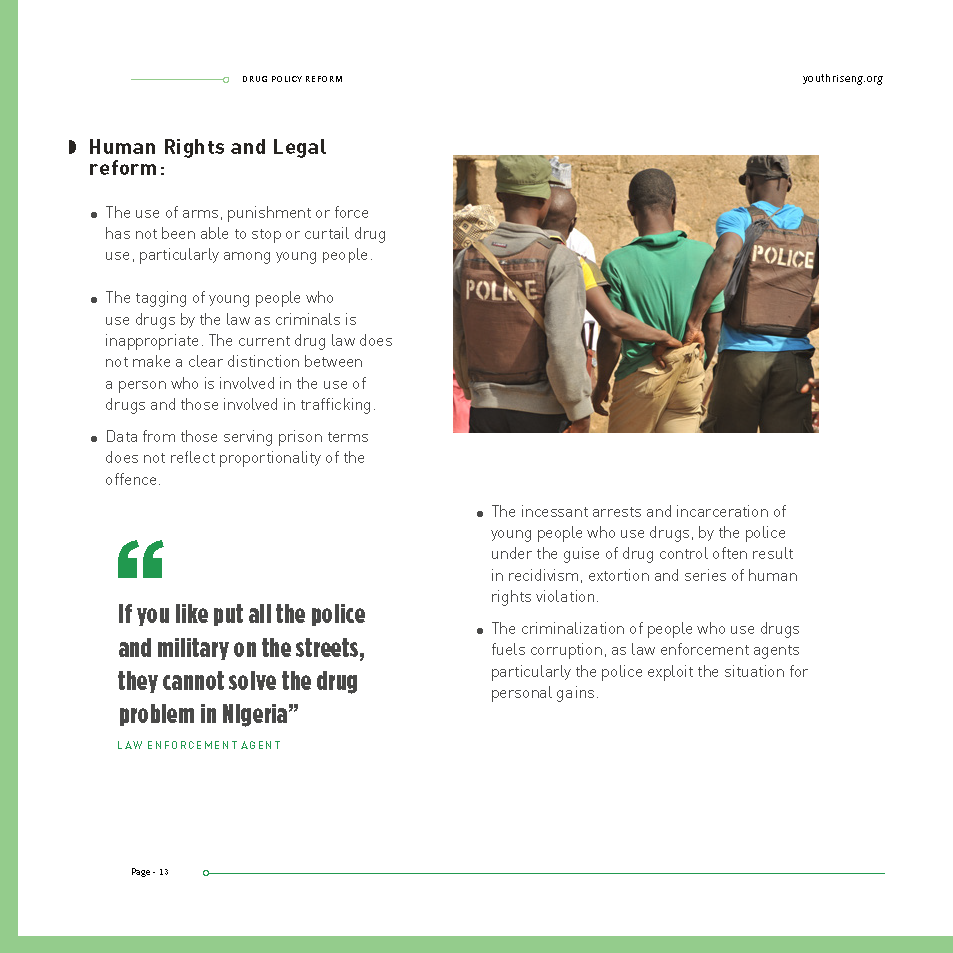 DRUG POLICY REFORM
youthriseng.org
Human Rights and Legal
reform:
The use of arms, punishment or force
has not been able to stop or curtail drug
use, particularly among young people.
The tagging of young people who
use drugs by the law as criminals is
inappropriate. The current drug law does
not make a clear distinction between
a person who is involved in the use of
drugs and those involved in trafficking.
Data from those serving prison terms
does not reflect proportionality of the
offence.
“
If you like put all the police
and military on the streets,
they cannot solve the drug
problem in NIgeria”
LAW ENFORCEMENT AGENT
POLICE
POLICE
The incessant arrests and incarceration of
young people who use drugs, by the police
under the guise of drug control often result
in recidivism, extortion and series of human
rights violation.
The criminalization of people who use drugs
fuels corruption, as law enforcement agents
particularly the police exploit the situation for
personal gains.
Page - 13